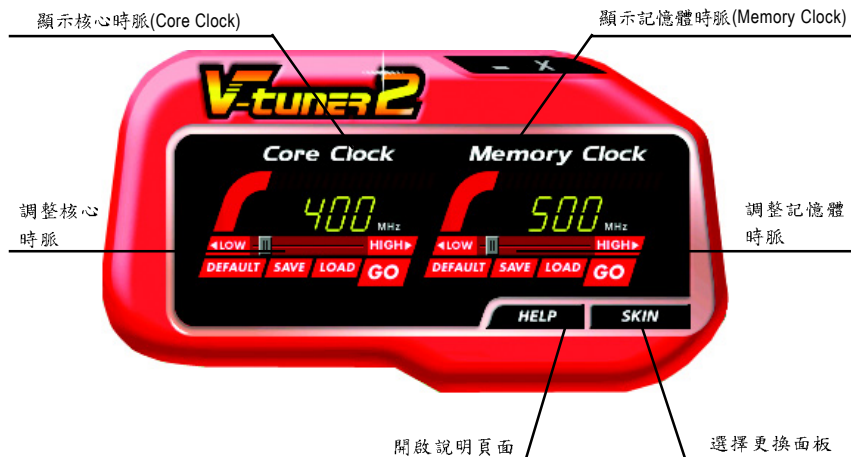 顯示核心時脈(Core Clock)
顯示記憶體時脈(Memory Clock)
V-tuner2
Core Clock
Memory Clock
400 MHz
500 MHz
調整核心
時脈
調整記憶體
時脈
◀LOW HIGH▶
◀LOW HIGH▶
DEFAULT SAVE LOAD GO
DEFAULT SAVE LOAD GO
HELP SKIN
開啟說明頁面
選擇更換面板